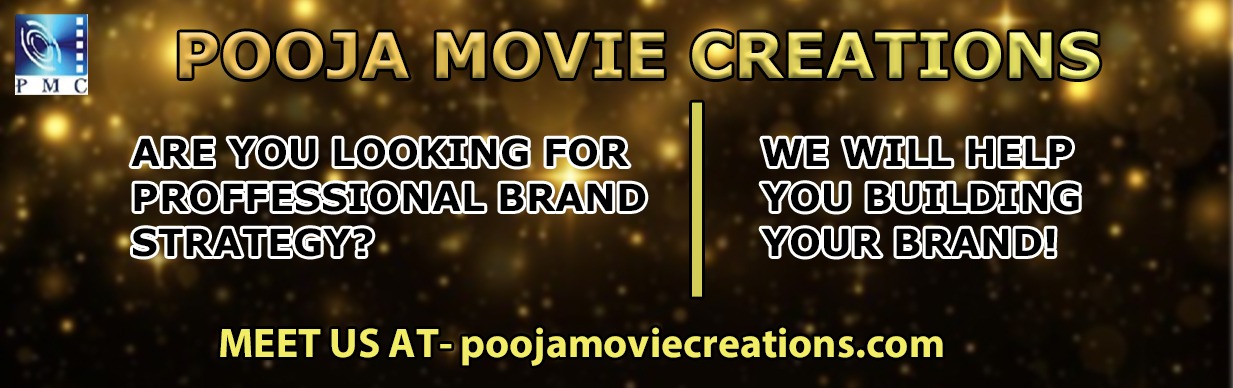 P M C
POOJA MOVIE CREATIONS
ARE YOU LOOKING FOR
PROFFESSIONAL BRAND
STRATEGY?
WE WILL HELP
YOU BUILDING
YOUR BRAND!
MEET US AT- poojamoviecreations.com